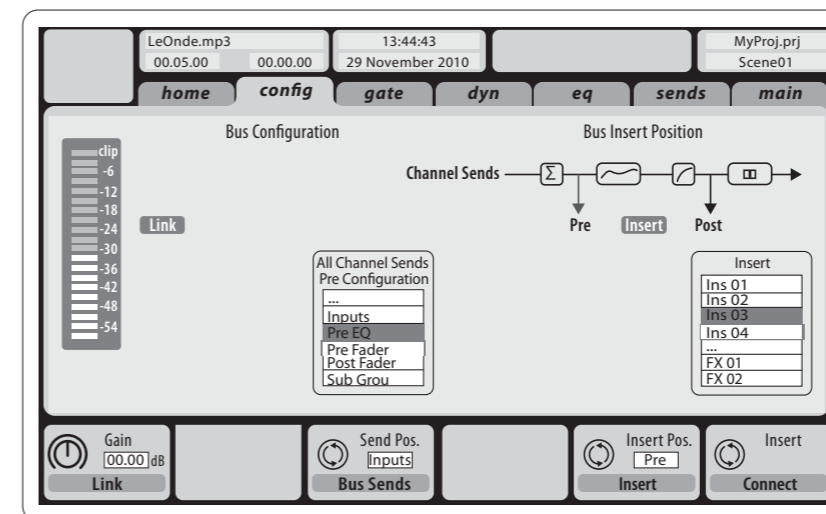 LeOnde.mp3
00.05.00 00.00.00
13:44:43
29 November 2010
MyProj.prj
Scene01
home config gate dyn eq sends main
Bus Configuration
Bus Insert Position
clip
-6
-12
-18
-24
-30
-36
-42
-48
-54
Link
Channel Sends
Σ
Pre Insert Post
All Channel Sends
Pre Configuration
...
Inputs
Pre EQ
Pre Fader
Post Fader
Sub Grou
Insert
Ins 01
Ins 02
Ins 03
Ins 04
...
FX 01
FX 02
Gain
00.00 dB
Link
Send Pos.
Inputs
Bus Sends
Insert Pos.
Pre
Insert
Insert
Connect